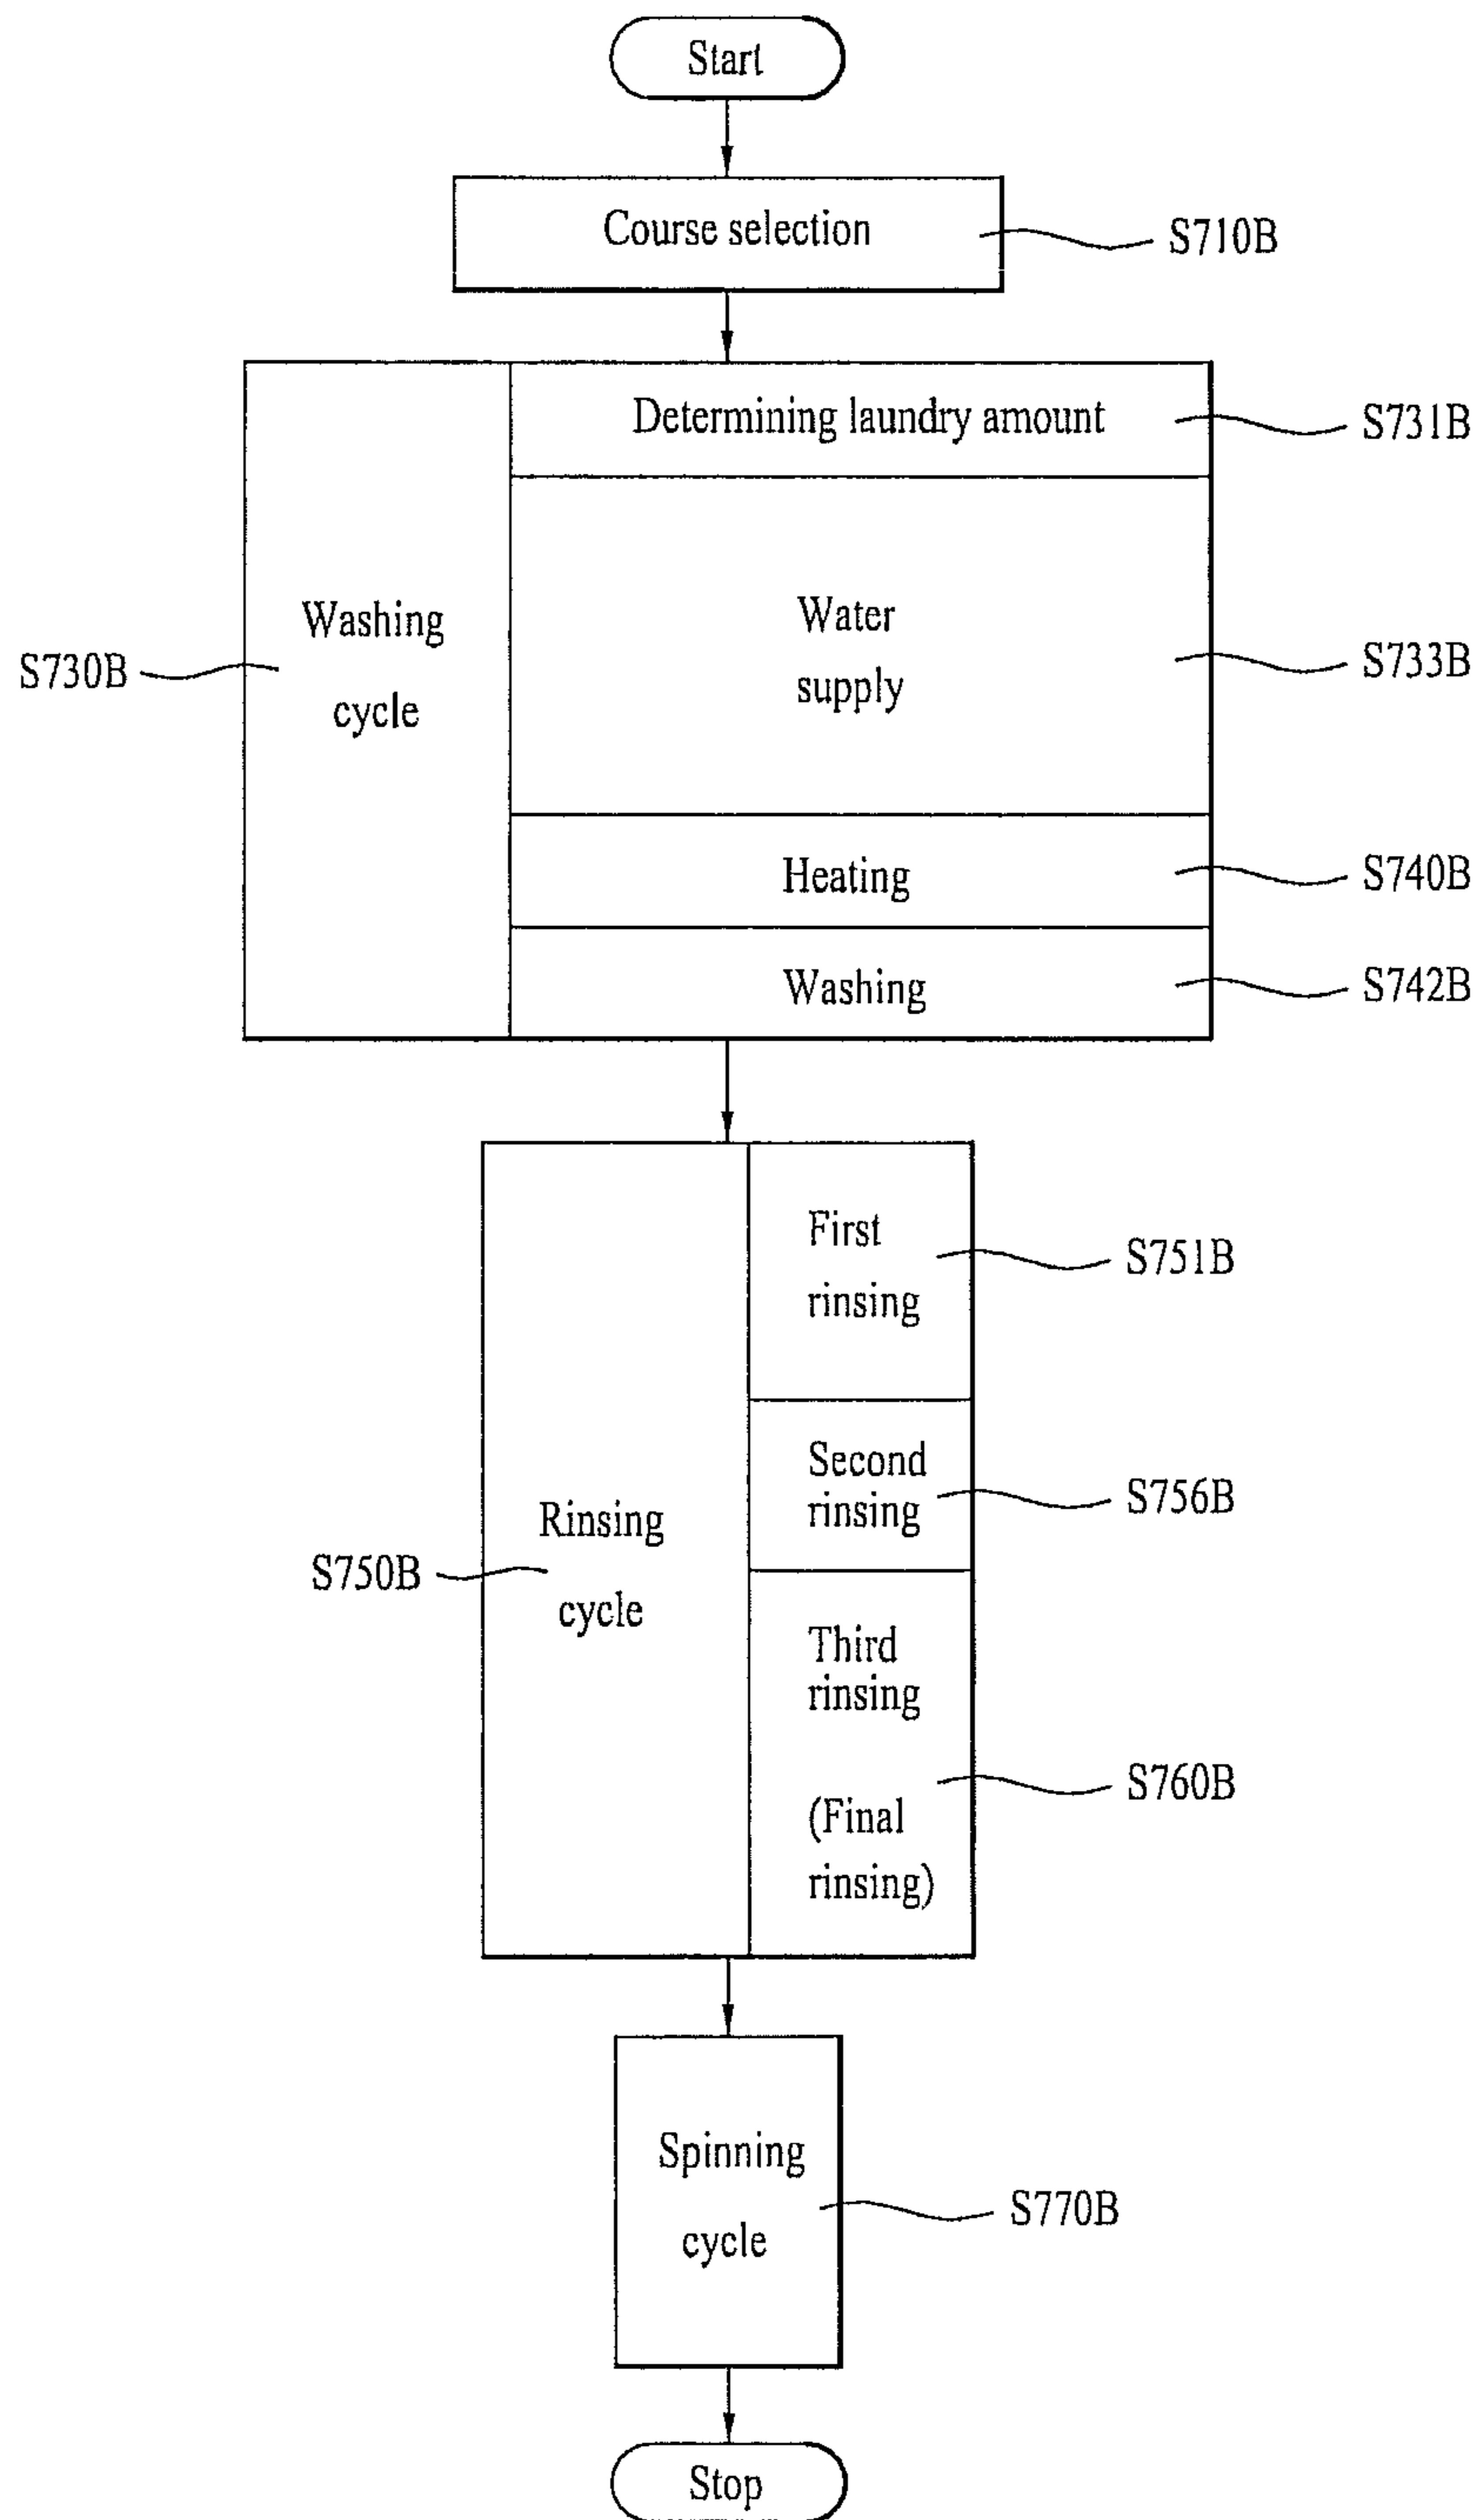 Start
Course selection
S710B
Determining laundry amount
S731B
Washing
cycle
S730B
Water
supply
S733B
Heating
S740B
Washing
S742B
First
rinsing
S751B
Second
rinsing
S756B
Rinsing
cycle
S750B
Third
rinsing
(Final
rinsing)
S760B
Spinning
cycle
S770B
Stop